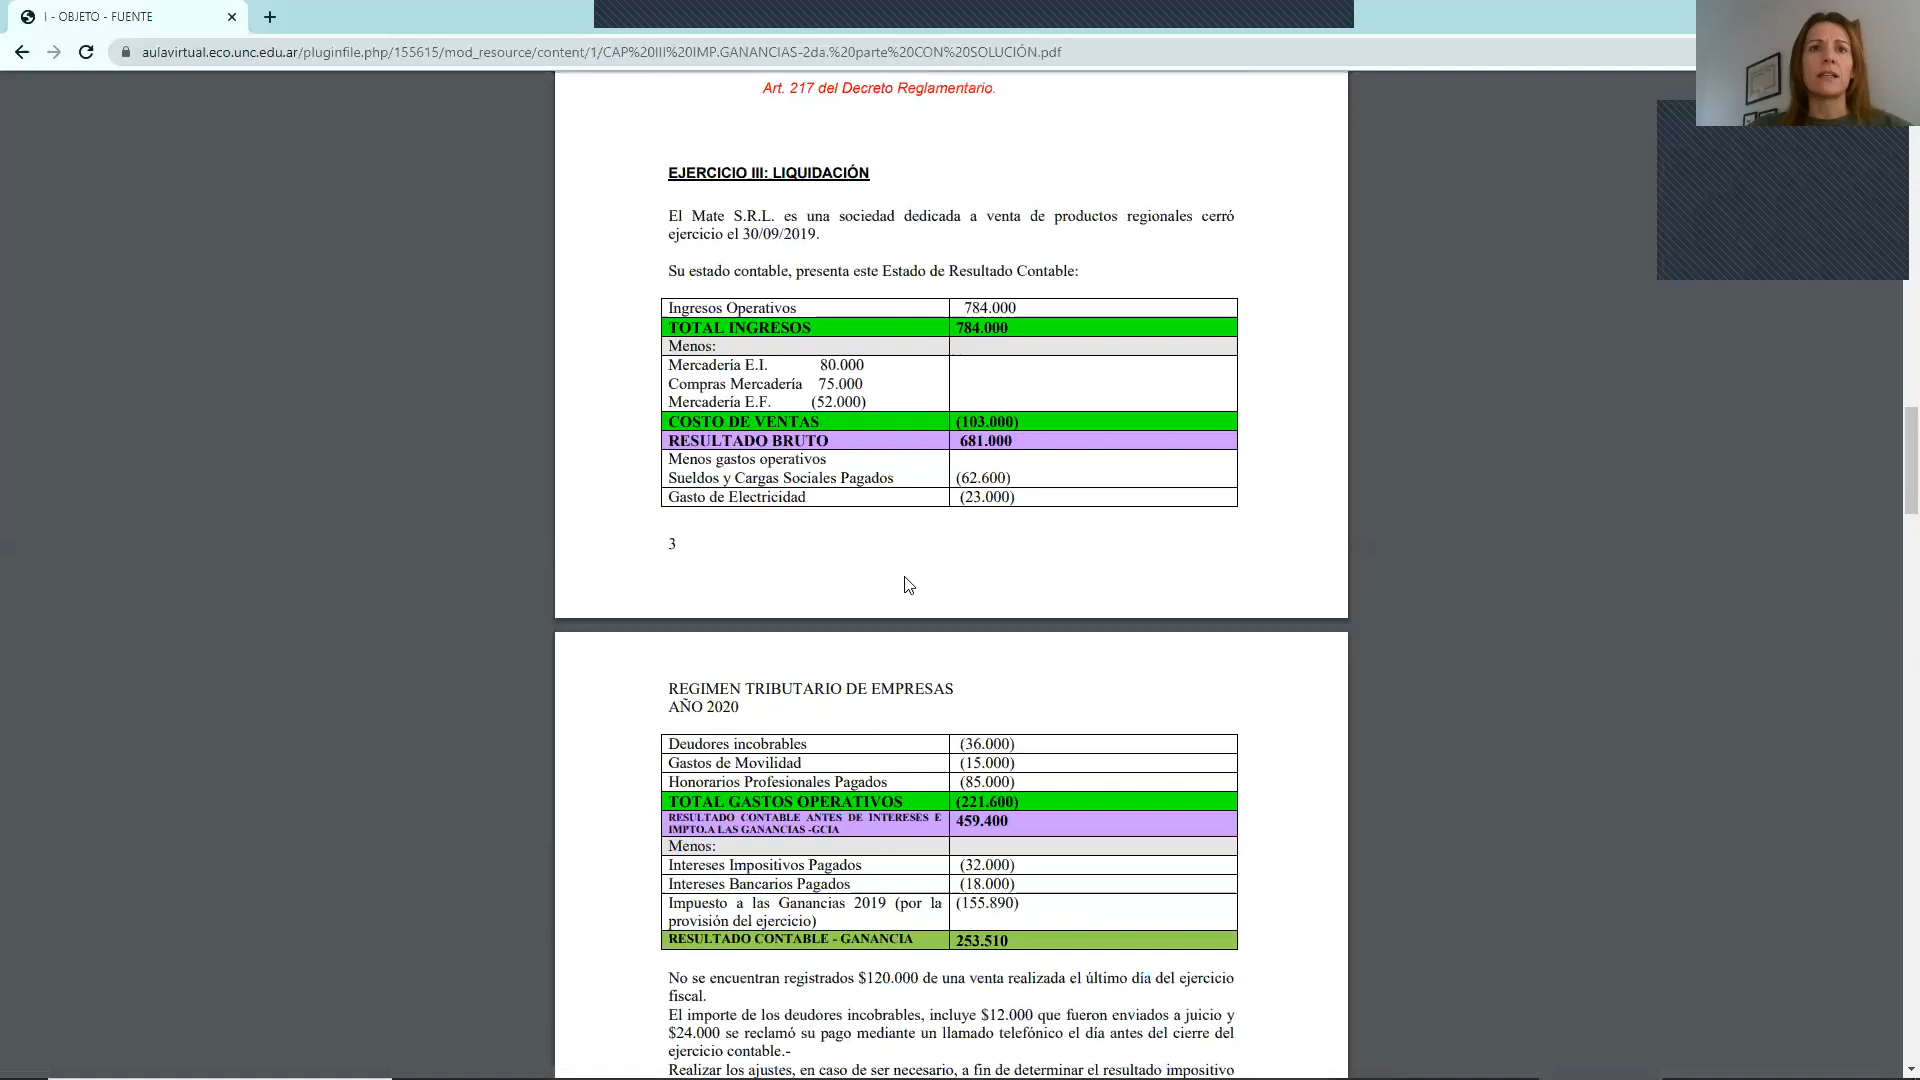 I - OBJETO - FUENTE
aulavirtual.eco.unc.edu.ar/pluginfile.php/155615/mod_resource/content/1/CAP%20III%20IMP.GANANCIAS-2da.%20parte%20CON%20SOLUCIÓN.pdf
Art. 217 del Decreto Reglamentario.
EJERCICIO III: LIQUIDACIÓN
El Mate S.R.L. es una sociedad dedicada a venta de productos regionales cerró
ejercicio el 30/09/2019.
Su estado contable, presenta este Estado de Resultado Contable:
Ingresos Operativos 784.000
TOTAL INGRESOS 784.000
Menos:
Mercadería E.I. 80.000
Compras Mercadería 75.000
Mercadería E.F. (52.000)
COSTO DE VENTAS (103.000)
RESULTADO BRUTO 681.000
Menos gastos operativos
Sueldos y Cargas Sociales Pagados (62.600)
Gasto de Electricidad (23.000)
3
REGIMEN TRIBUTARIO DE EMPRESAS
AÑO 2020
Deudores incobrables (36.000)
Gastos de Movilidad (15.000)
Honorarios Profesionales Pagados (85.000)
TOTAL GASTOS OPERATIVOS (221.600)
RESULTADO CONTABLE ANTES DE INTERESES E
IMPTO.A LAS GANANCIAS -GCIA 459.400
Menos:
Intereses Impositivos Pagados (32.000)
Intereses Bancarios Pagados (18.000)
Impuesto a las Ganancias 2019 (por la (155.890)
provisión del ejercicio)
RESULTADO CONTABLE - GANANCIA 253.510
No se encuentran registrados $120.000 de una venta realizada el último día del ejercicio
fiscal.
El importe de los deudores incobrables, incluye $12.000 que fueron enviados a juicio y
$24.000 se reclamó su pago mediante un llamado telefónico el día antes del cierre del
ejercicio contable.-
Realizar los ajustes, en caso de ser necesario, a fin de determinar el resultado impositivo